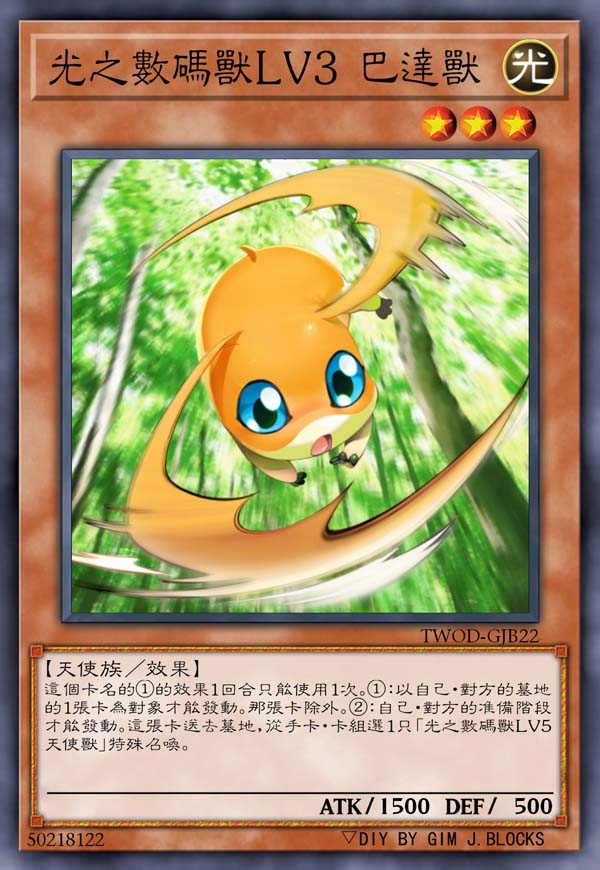 光之數碼獸LV3 巴達獸
光
TWOD-GJB22
【天使族／效果】
這個卡名的①的效果1回合只能使用1次。①：以自己・對方的墓地
的1張卡為對象才能發動。那張卡除外。②：自己・對方的准備階段
才能發動。這張卡送去墓地，從手卡・卡組選1只「光之數碼獸LV5
天使獸」特殊召喚。
ATK/1500 DEF/ 500
50218122
▽DIY BY GIM J.BLOCKS